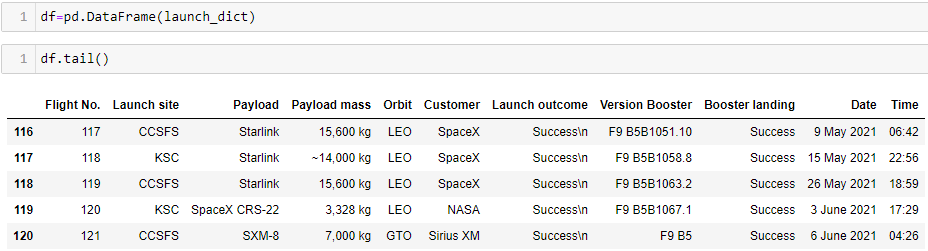 1 df=pd.DataFrame(launch_dict)
1 df.tail()
Flight No. Launch site Payload Payload mass Orbit Customer Launch outcome Version Booster Booster landing Date Time
116 117 CCSFS Starlink 15,600 kg LEO SpaceX Success\n F9 B5B1051.10 Success 9 May 2021 06:42
117 118 KSC Starlink ~14,000 kg LEO SpaceX Success\n F9 B5B1058.8 Success 15 May 2021 22:56
118 119 CCSFS Starlink 15,600 kg LEO SpaceX Success\n F9 B5B1063.2 Success 26 May 2021 18:59
119 120 KSC SpaceX CRS-22 3,328 kg LEO NASA Success\n F9 B5B1067.1 Success 3 June 2021 17:29
120 121 CCSFS SXM-8 7,000 kg GTO Sirius XM Success\n F9 B5 Success 6 June 2021 04:26